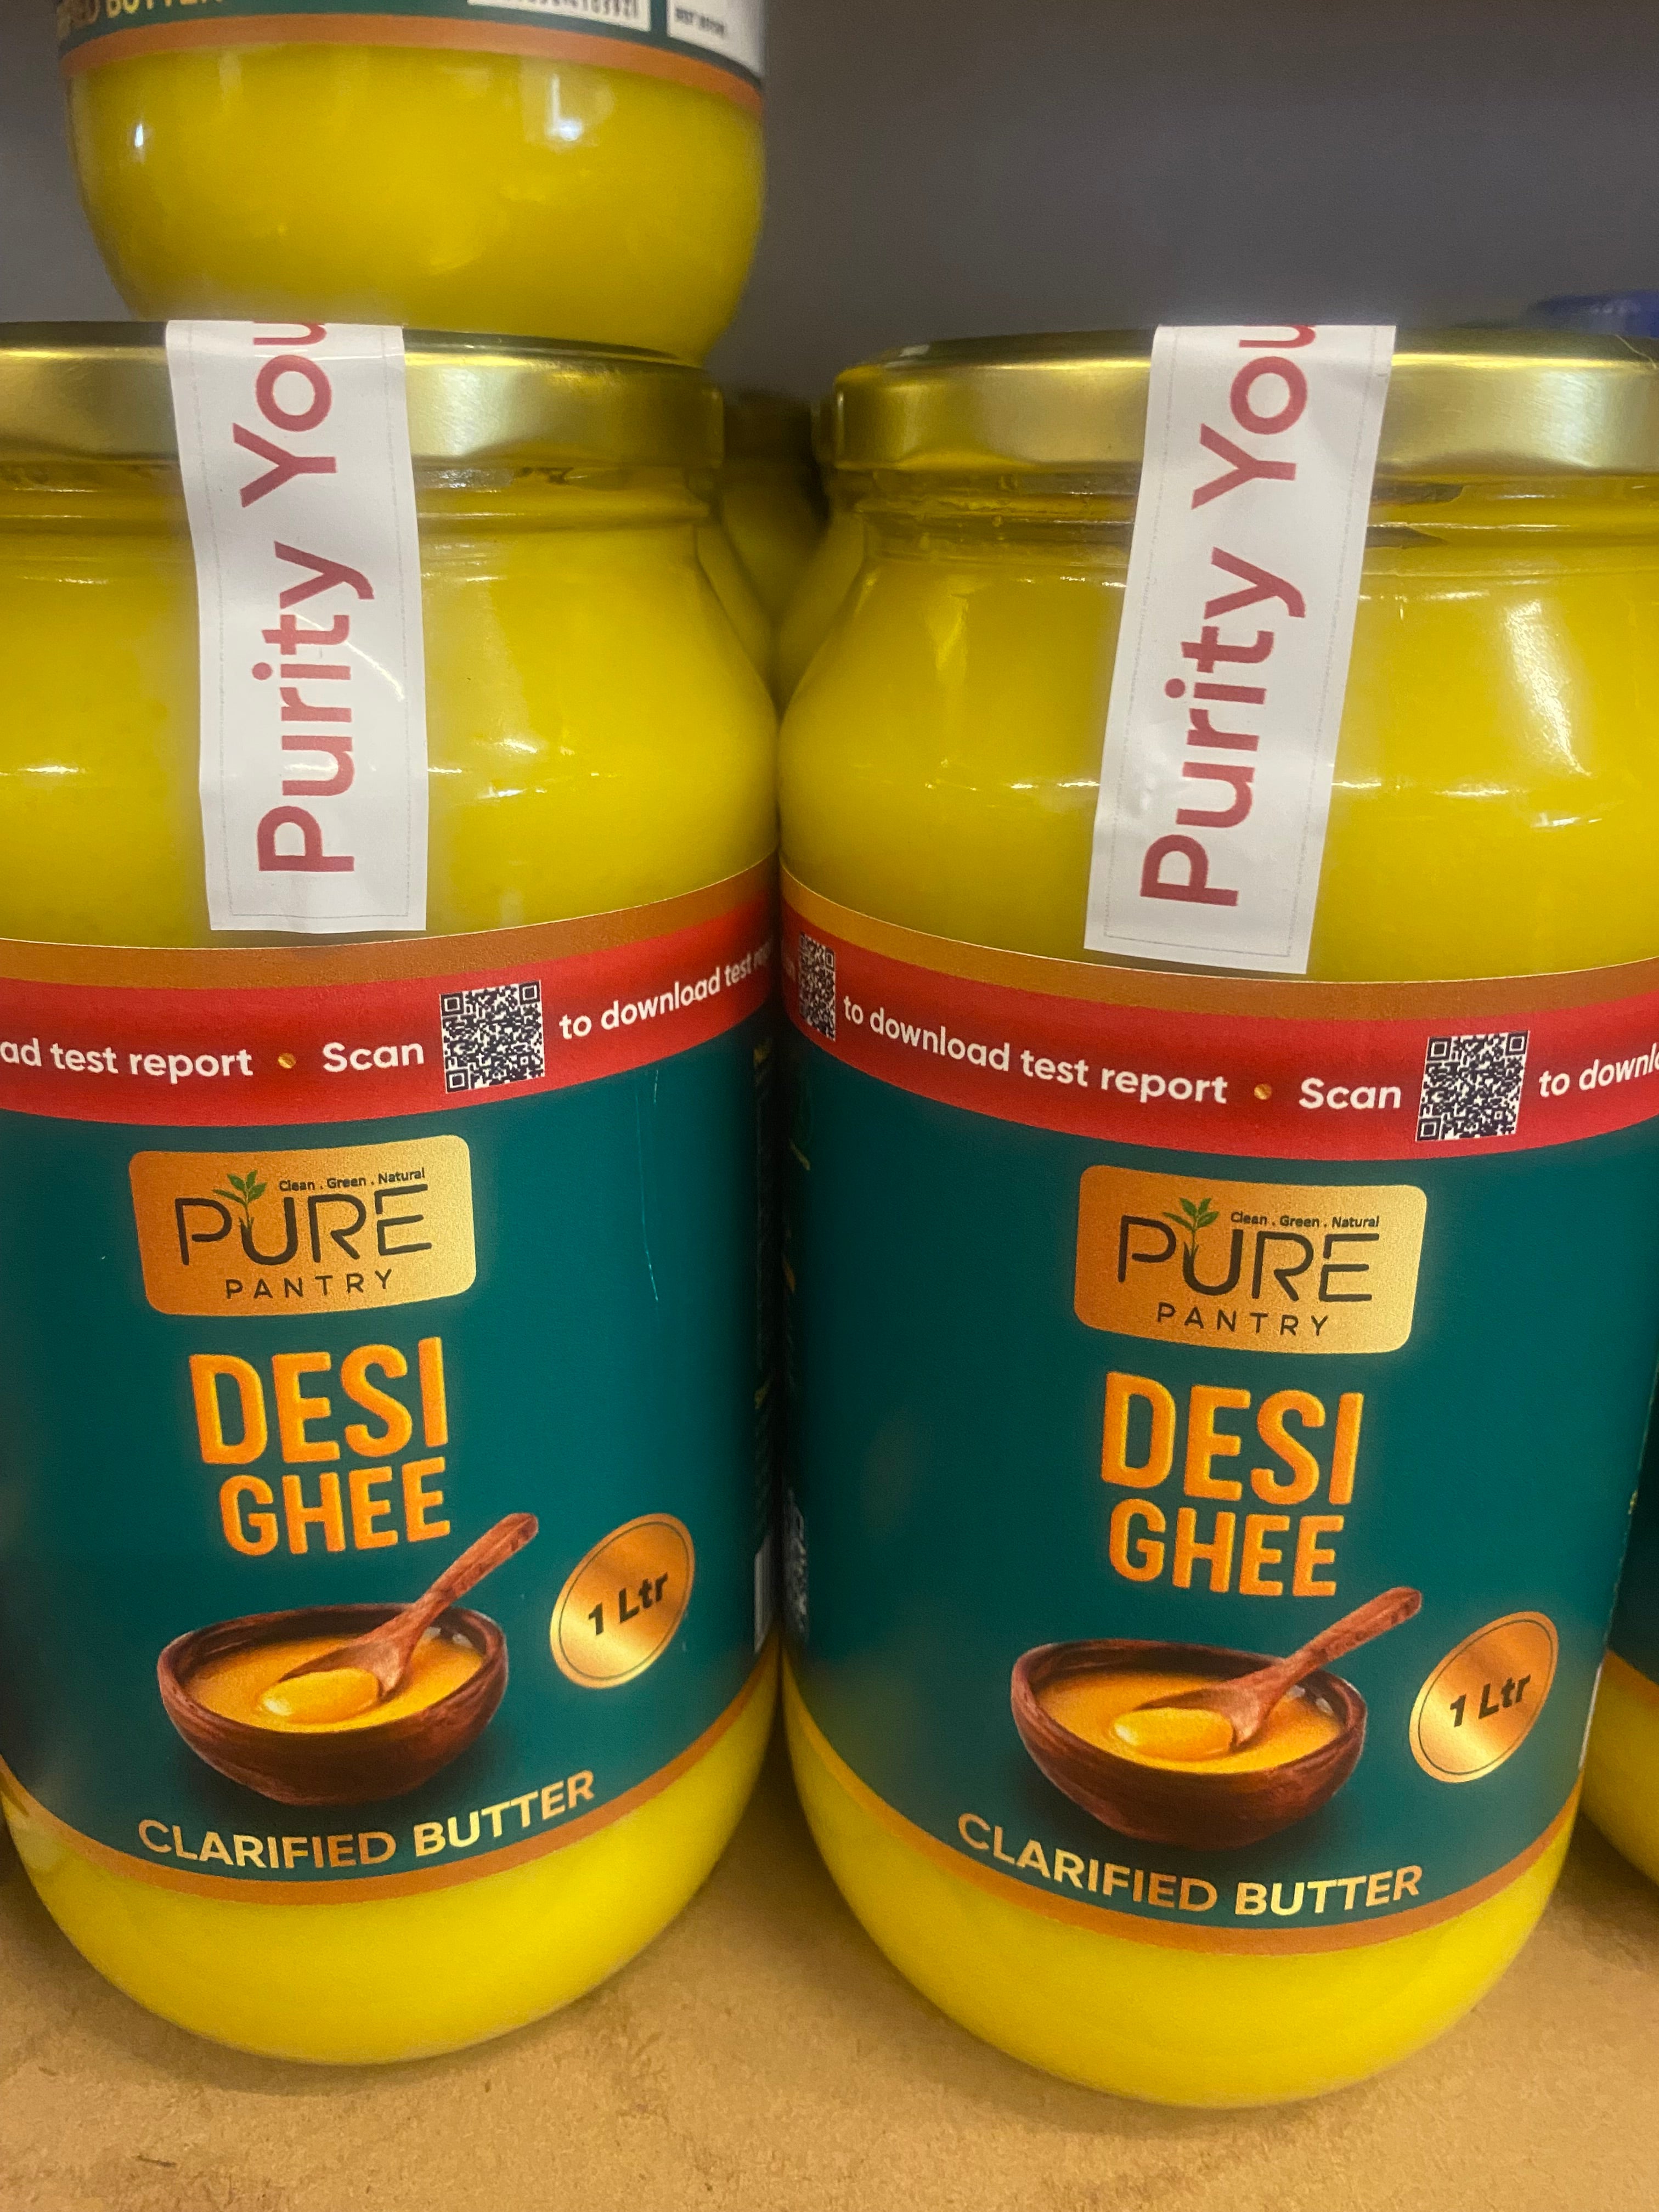 BUTTER
Purity You
Purity You
ad test report • Scan
to download test
to download test report • Scan
to downl
Clean . Green . Natural
PURE
PANTRY
DESI
GHEE
1 Ltr
CLARIFIED BUTTER
Clean . Green . Natural
PURE
PANTRY
DESI
GHEE
1 Ltr
CLARIFIED BUTTER